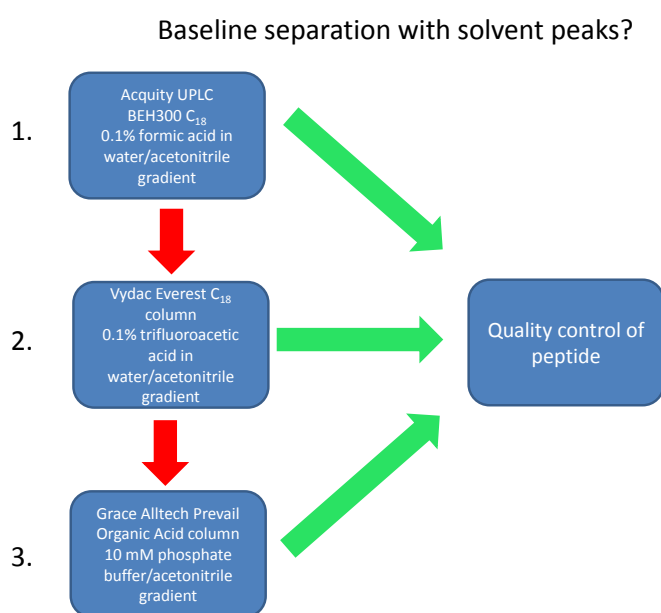 Baseline separation with solvent peaks?
1.
Acquity UPLC
BEH300 C18
0.1% formic acid in
water/acetonitrile
gradient
2.
Vydac Everest C18
column
0.1% trifluoroacetic
acid in
water/acetonitrile
gradient
Quality control of
peptide
3.
Grace Alltech Prevail
Organic Acid column
10 mM phosphate
buffer/acetonitrile
gradient